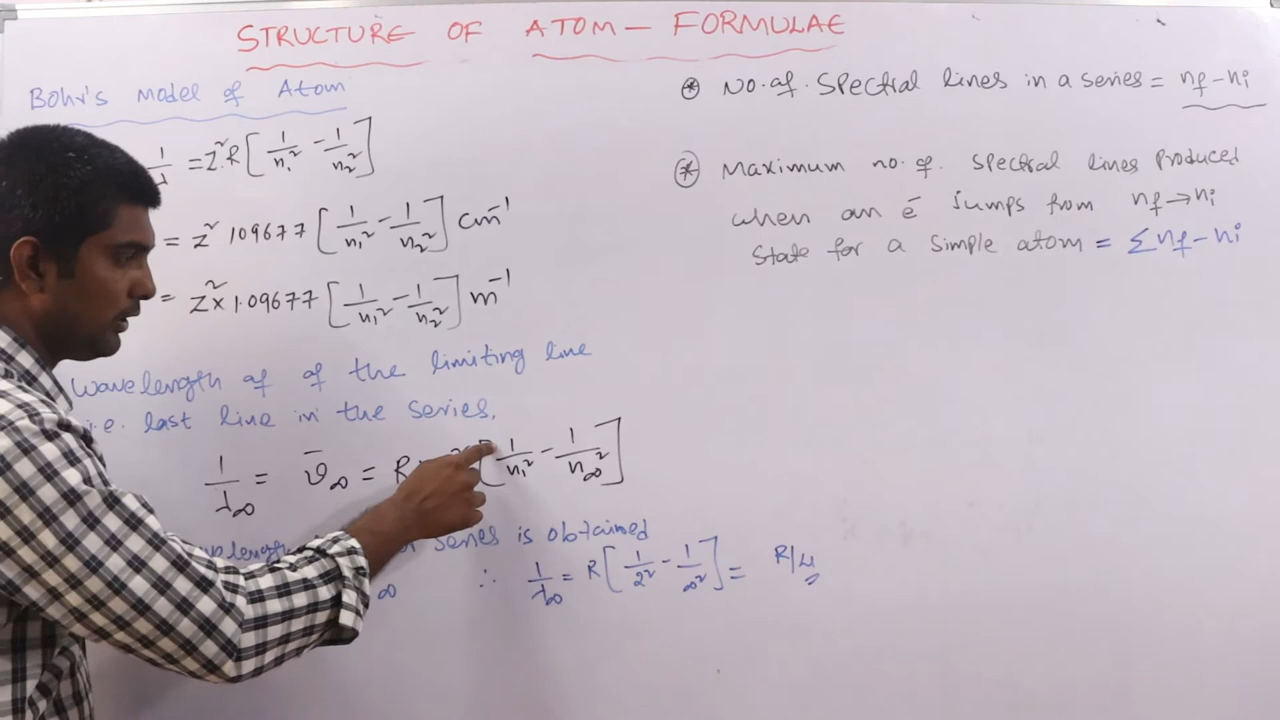 STRUCTURE OF ATOM — FORMULAE
Bohr's model of Atom
1/λ = Z²R[1/n₁² - 1/n₂²]
= Z² 109677 [1/n₁² - 1/n₂²] cm⁻¹
= Z² × 1.09677 [1/n₁² - 1/n₂²] m⁻¹
wavelength of of the limiting line
i.e. last line in the series.
1/λ∞ = ν̄∞ = R [1/n₁² - 1/n∞²]
series is obtained
∞ ∴ 1/λ∞ = R[1/2² - 1/∞²] = R/4
⊛ No. of. Spectral lines in a series = nf - ni
⊛ Maximum no. of. spectral lines produced
when an e⁻ Jumps from nf → ni
State for a simple atom = Σnf - ni